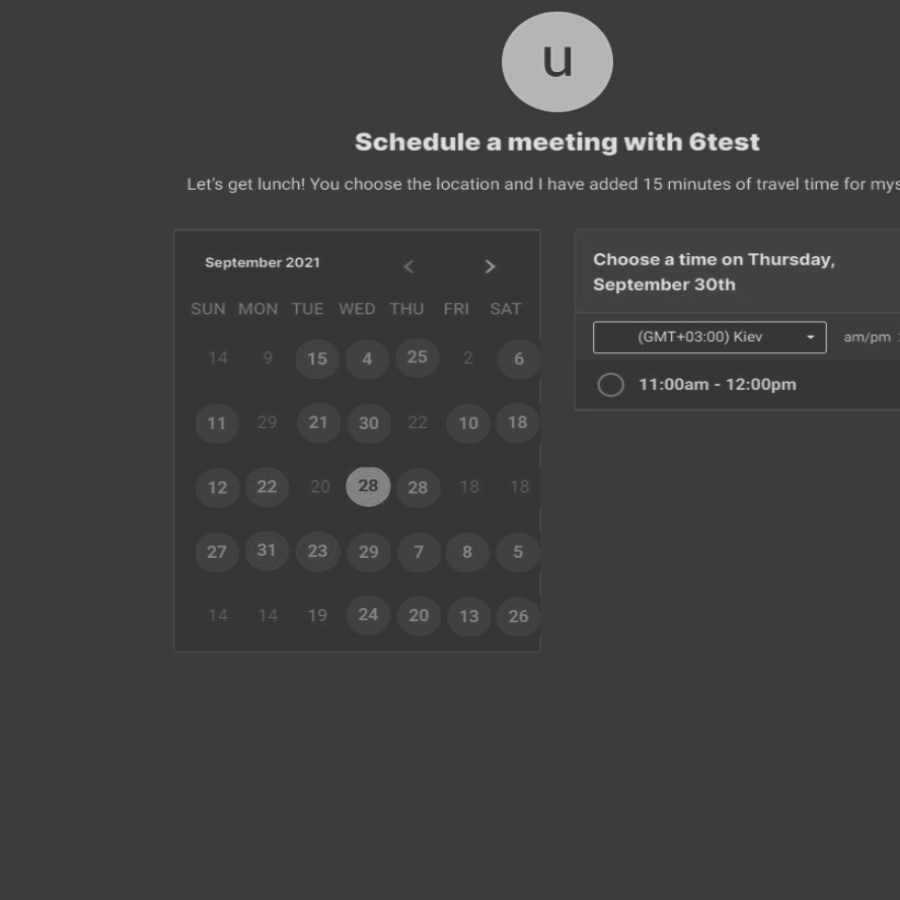 u
Schedule a meeting with 6test
Let's get lunch! You choose the location and I have added 15 minutes of travel time for mys
September 2021 < >
SUN MON TUE WED THU FRI SAT
14 9 15 4 25 2 6
11 29 21 30 22 10 18
12 22 20 28 28 18 18
27 31 23 29 7 8 5
14 14 19 24 20 13 26
Choose a time on Thursday,
September 30th
(GMT+03:00) Kiev am/pm
11:00am - 12:00pm